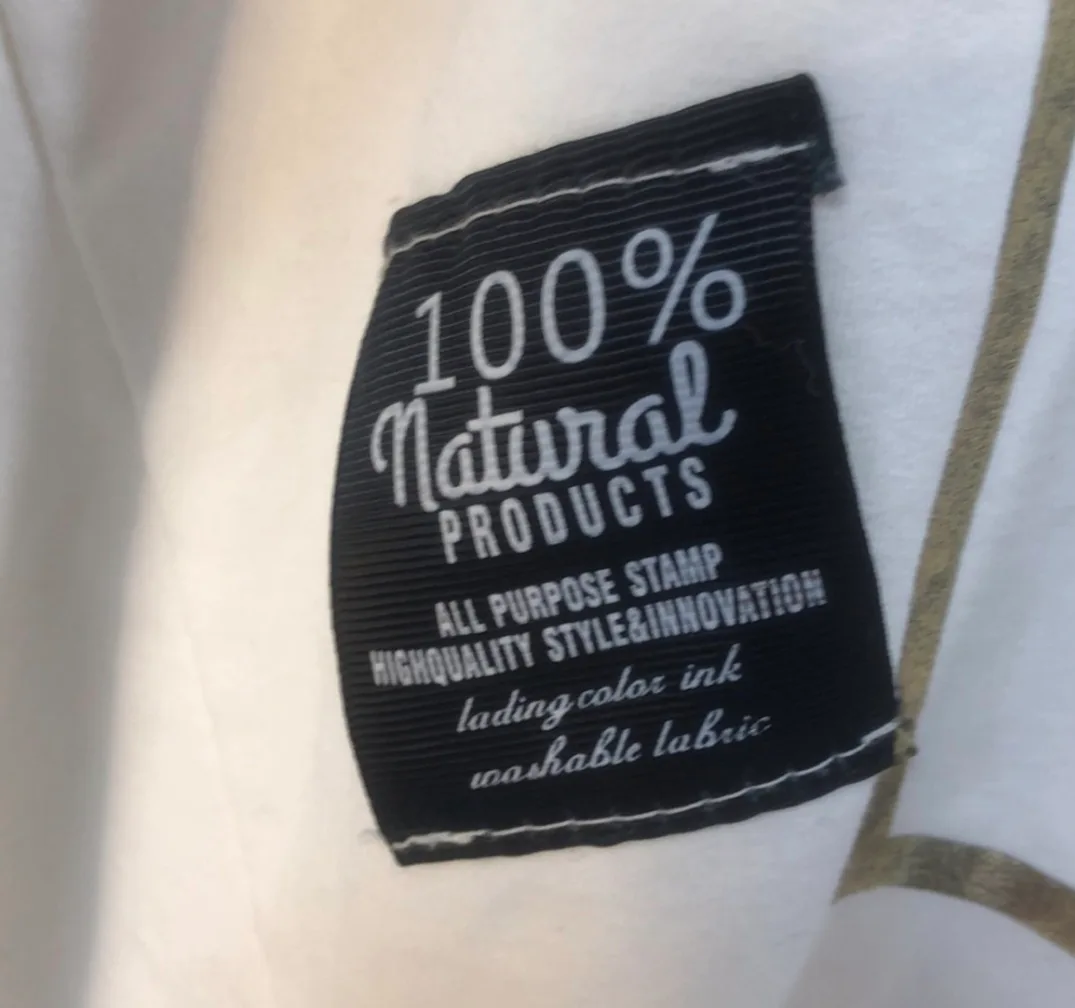 100%
Natural
PRODUCTS
ALL PURPOSE STAMP
HIGHQUALITY STYLE&INNOVATION
lading color ink
washable labric